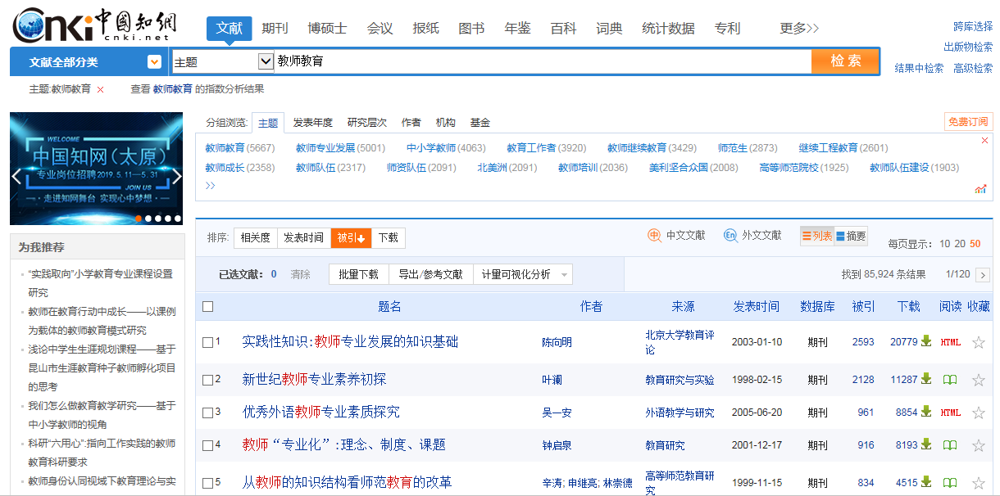 Cnki 中國知網
cnki.net
文献 期刊 博硕士 会议 报纸 图书 年鉴 百科 词典 统计数据 专利 更多>>
跨库选择
出版物检索
结果中检索 高级检索
文献全部分类 主题 教师教育 检索
主题:教师教育 × 查看 教师教育 的指数分析结果
WELCOME
中国知网(太原)
专业岗位招聘2019.5.11—5.31
JOIN US
走进知网舞台 实现心中梦想
分组浏览: 主题 发表年度 研究层次 作者 机构 基金 免费订阅
教师教育(5667) 教师专业发展(5001) 中小学教师(4063) 教育工作者(3920) 教师继续教育(3429) 师范生(2873) 继续工程教育(2601)
教师成长(2358) 教师队伍(2317) 师资队伍(2091) 北美洲(2091) 教师培训(2036) 美利坚合众国(2008) 高等师范院校(1925) 教师队伍建设(1903)
>>
为我推荐
“实践取向”小学教育专业课程设置
研究
教师在教育行动中成长——以课例
为载体的教师教育模式研究
浅论中学生生涯规划课程——基于
昆山市生涯教育种子教师孵化项目
的思考
我们怎么做教育教学研究——基于
中小学教师的视角
科研“六用心”:指向工作实践的教师
教育科研要求
教师身份认同视域下教育理论与实
排序: 相关度 发表时间 被引 下载 中 中文文献 En 外文文献 列表 摘要 每页显示: 10 20 50
已选文献: 0 清除 批量下载 导出/参考文献 计量可视化分析 找到 85,924 条结果 1/120 >
题名 作者 来源 发表时间 数据库 被引 下载 阅读 收藏
1 实践性知识:教师专业发展的知识基础 陈向明 北京大学教育评论 2003-01-10 期刊 2593 20779 HTML
2 新世纪教师专业素养初探 叶澜 教育研究与实验 1998-02-15 期刊 2128 11287
3 优秀外语教师专业素质探究 吴一安 外语教学与研究 2005-06-20 期刊 961 8854 HTML
4 教师“专业化”:理念、制度、课题 钟启泉 教育研究 2001-12-17 期刊 916 8193
5 从教师的知识结构看师范教育的改革 辛涛; 申继亮; 林崇德 高等师范教育研究 1999-11-15 期刊 834 4515